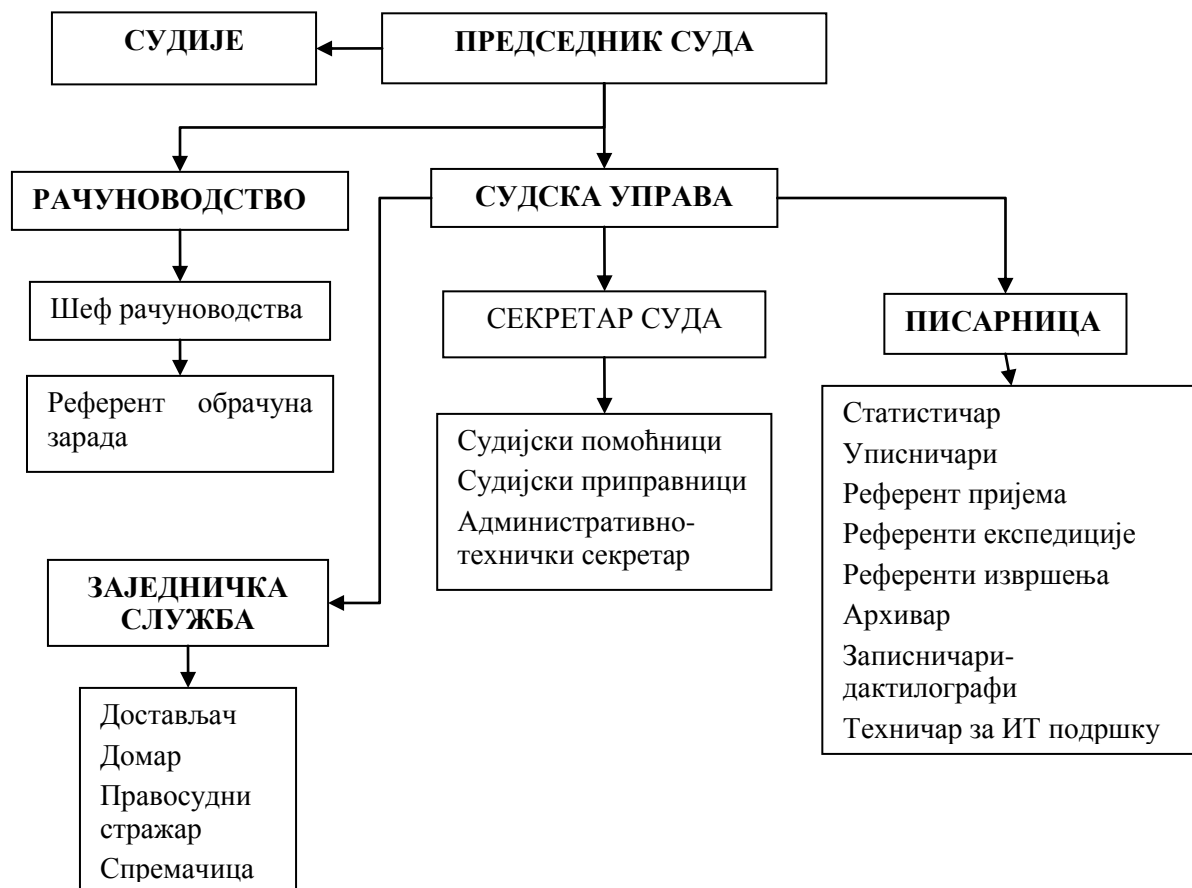 СУДИЈЕ
ПРЕДСЕДНИК СУДА
РАЧУНОВОДСТВО
СУДСКА УПРАВА
Шеф рачуноводства
СЕКРЕТАР СУДА
ПИСАРНИЦА
Референт обрачуна
зарада
Судијски помоћници
Судијски приправници
Административно-
технички секретар
Статистичар
Уписничари
Референт пријема
Референти експедиције
Референти извршења
Архивар
Записничари-
дактилографи
Техничар за ИТ подршку
ЗАЈЕДНИЧКА
СЛУЖБА
Достављач
Домар
Правосудни
стражар
Спремачица